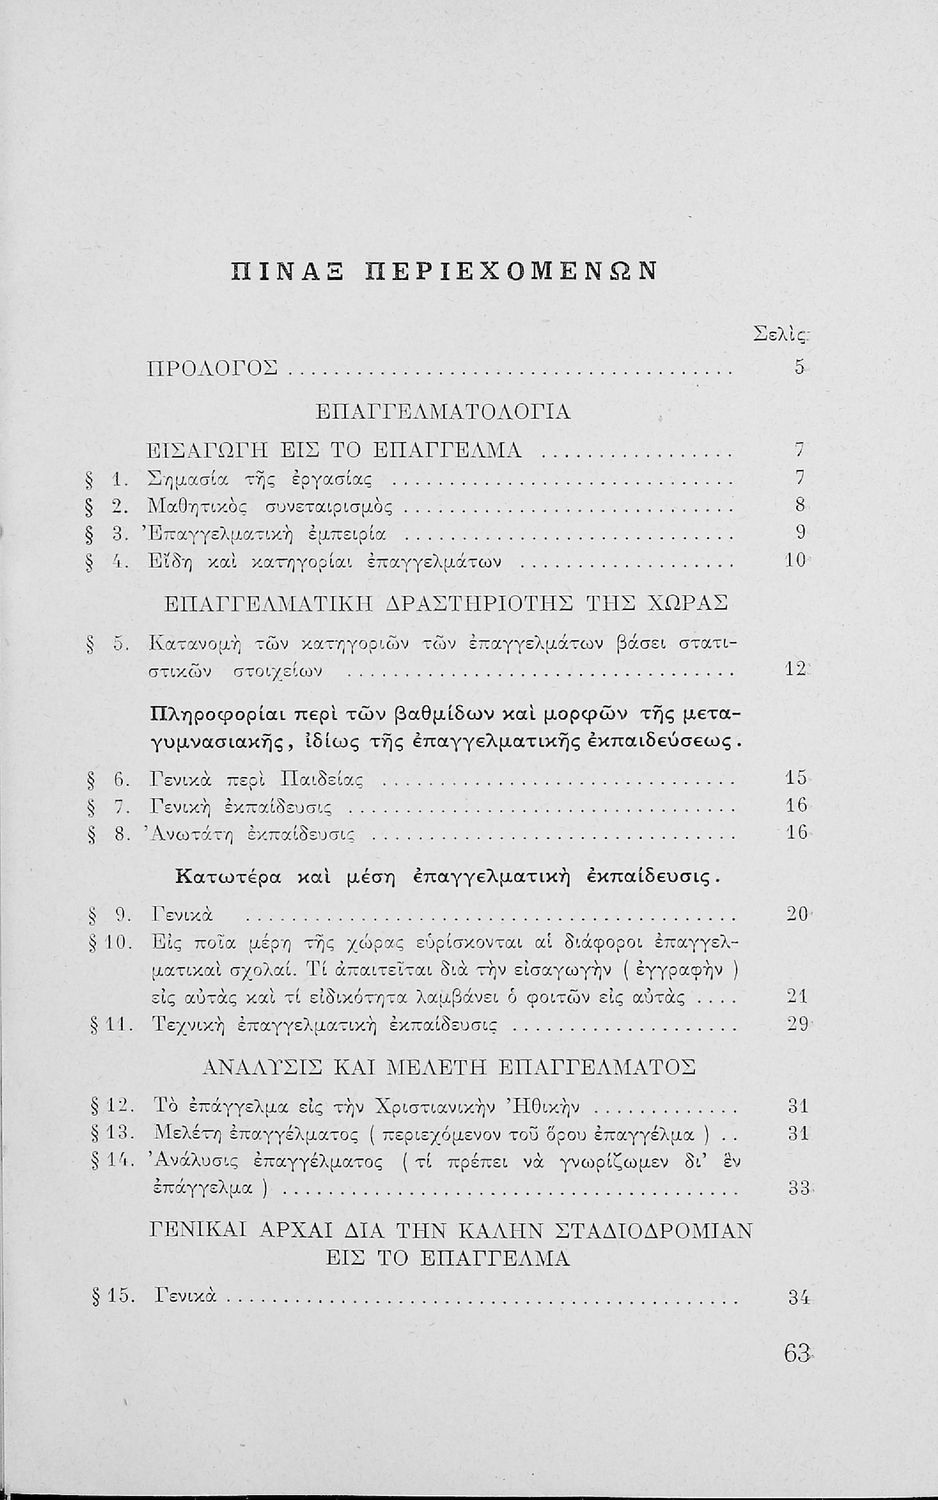 ΠΙΝΑΞ ΠΕΡΙΕΧΟΜΕΝΩΝ
Σελὶς
ΠΡΟΛΟΓΟΣ ........................................ 5
ΕΠΑΓΓΕΛΜΑΤΟΛΟΓΙΑ
ΕΙΣΑΓΩΓΗ ΕΙΣ ΤΟ ΕΠΑΓΓΕΛΜΑ ................. 7
§ 1. Σημασία τῆς ἐργασίας .............................. 7
§ 2. Μαθητικὸς συνεταιρισμὸς ............................. 8
§ 3. Ἐπαγγελματικὴ ἐμπειρία ............................. 9
§ 4. Εἴδη καὶ κατηγορίαι ἐπαγγελμάτων ................... 10
ΕΠΑΓΓΕΛΜΑΤΙΚΗ ΔΡΑΣΤΗΡΙΟΤΗΣ ΤΗΣ ΧΩΡΑΣ
§ 5. Κατανομὴ τῶν κατηγοριῶν τῶν ἐπαγγελμάτων βάσει στατι-
στικῶν στοιχείων .................................. 12
Πληροφορίαι περὶ τῶν βαθμίδων καὶ μορφῶν τῆς μετα-
γυμνασιακῆς, ἰδίως τῆς ἐπαγγελματικῆς ἐκπαιδεύσεως.
§ 6. Γενικὰ περὶ Παιδείας ............................... 15
§ 7. Γενικὴ ἐκπαίδευσις .................................. 16
§ 8. Ἀνωτάτη ἐκπαίδευσις ................................ 16
Κατωτέρα καὶ μέση ἐπαγγελματικὴ ἐκπαίδευσις.
§ 9. Γενικὰ ........................................... 20
§ 10. Εἰς ποῖα μέρη τῆς χώρας εὑρίσκονται αἱ διάφοροι ἐπαγγελ-
ματικαὶ σχολαί. Τί ἀπαιτεῖται διὰ τὴν εἰσαγωγὴν ( ἐγγραφὴν )
εἰς αὐτὰς καὶ τί εἰδικότητα λαμβάνει ὁ φοιτῶν εἰς αὐτὰς .... 21
§ 11. Τεχνικὴ ἐπαγγελματικὴ ἐκπαίδευσις .................... 29
ΑΝΑΛΥΣΙΣ ΚΑΙ ΜΕΛΕΤΗ ΕΠΑΓΓΕΛΜΑΤΟΣ
§ 12. Τὸ ἐπάγγελμα εἰς τὴν Χριστιανικὴν Ἠθικὴν ............. 31
§ 13. Μελέτη ἐπαγγέλματος ( περιεχόμενον τοῦ ὅρου ἐπαγγέλμα ) .. 31
§ 14. Ἀνάλυσις ἐπαγγέλματος ( τί πρέπει νὰ γνωρίζωμεν δι' ἓν
ἐπάγγελμα ) ........................................ 33
ΓΕΝΙΚΑΙ ΑΡΧΑΙ ΔΙΑ ΤΗΝ ΚΑΛΗΝ ΣΤΑΔΙΟΔΡΟΜΙΑΝ
ΕΙΣ ΤΟ ΕΠΑΓΓΕΛΜΑ
§ 15. Γενικὰ ............................................. 34
63